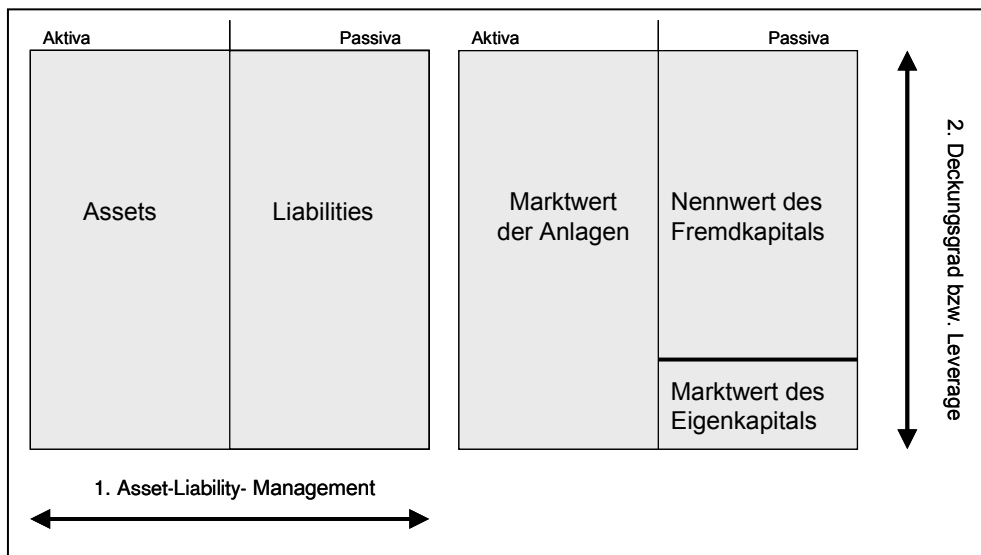 Aktiva Passiva Aktiva Passiva
Assets
Liabilities
Marktwert
der Anlagen
Nennwert des
Fremdkapitals
Marktwert des
Eigenkapitals
1. Asset-Liability- Management
2. Deckungsgrad bzw. Leverage